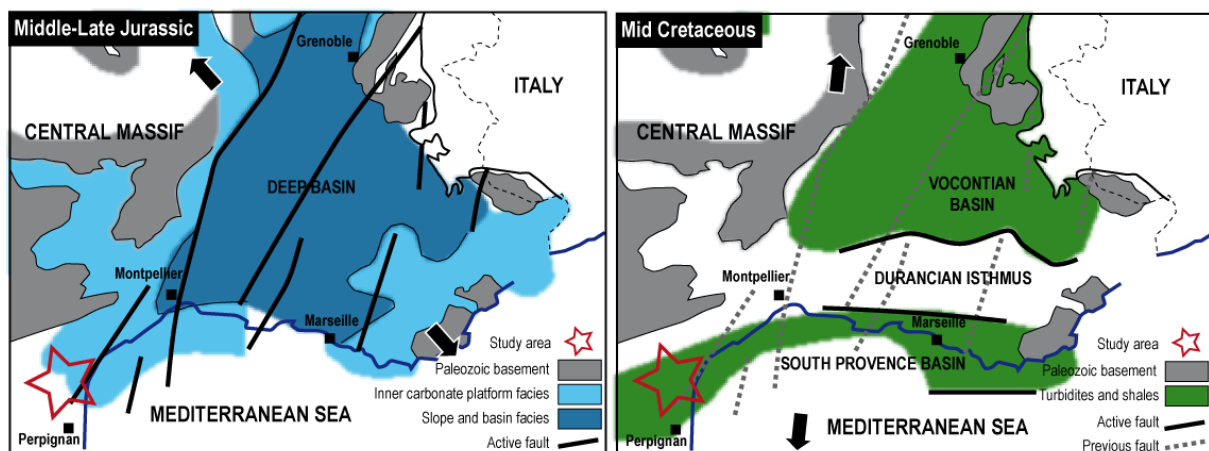 Middle-Late Jurassic
Grenoble
ITALY
CENTRAL MASSIF
DEEP BASIN
Montpellier
Marseille
Study area
Paleozoic basement
Inner carbonate platform facies
MEDITERRANEAN SEA
Slope and basin facies
Perpignan
Active fault
Mid Cretaceous
Grenoble
ITALY
CENTRAL MASSIF
VOCONTIAN
BASIN
Montpellier
DURANCIAN ISTHMUS
Marseille
Study area
SOUTH PROVENCE BASIN
Paleozoic basement
Turbidites and shales
Perpignan
MEDITERRANEAN SEA
Active fault
Previous fault